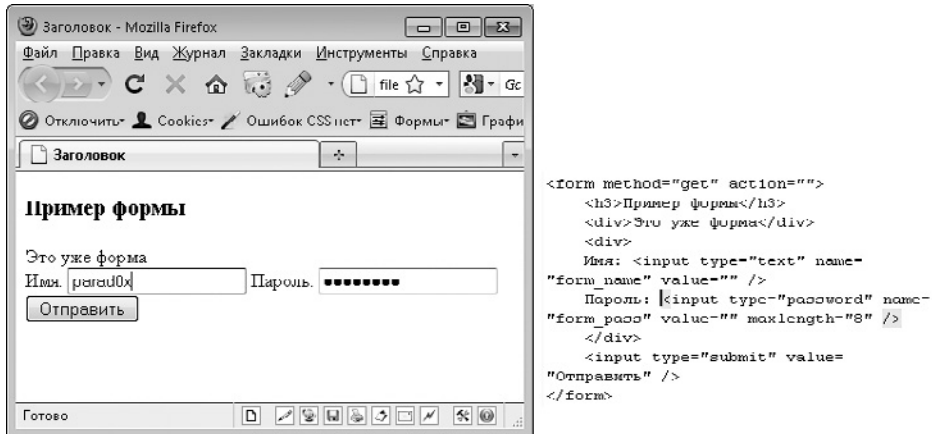 Заголовок - Mozilla Firefox
Файл Правка Вид Журнал Закладки Инструменты Справка
file Gc
Отключить Cookies Ошибок CSS нет Формы Графи
Заголовок
Пример формы
Это уже форма
Имя: parad0x Пароль: ••••••••
Отправить
Готово
<form method="get" action="">
<h3>Пример формы</h3>
<div>Это уже форма</div>
<div>
Имя: <input type="text" name=
"form_name" value="" />
Пароль: <input type="password" name=
"form_pass" value="" maxlength="8" />
</div>
<input type="submit" value=
"Отправить" />
</form>